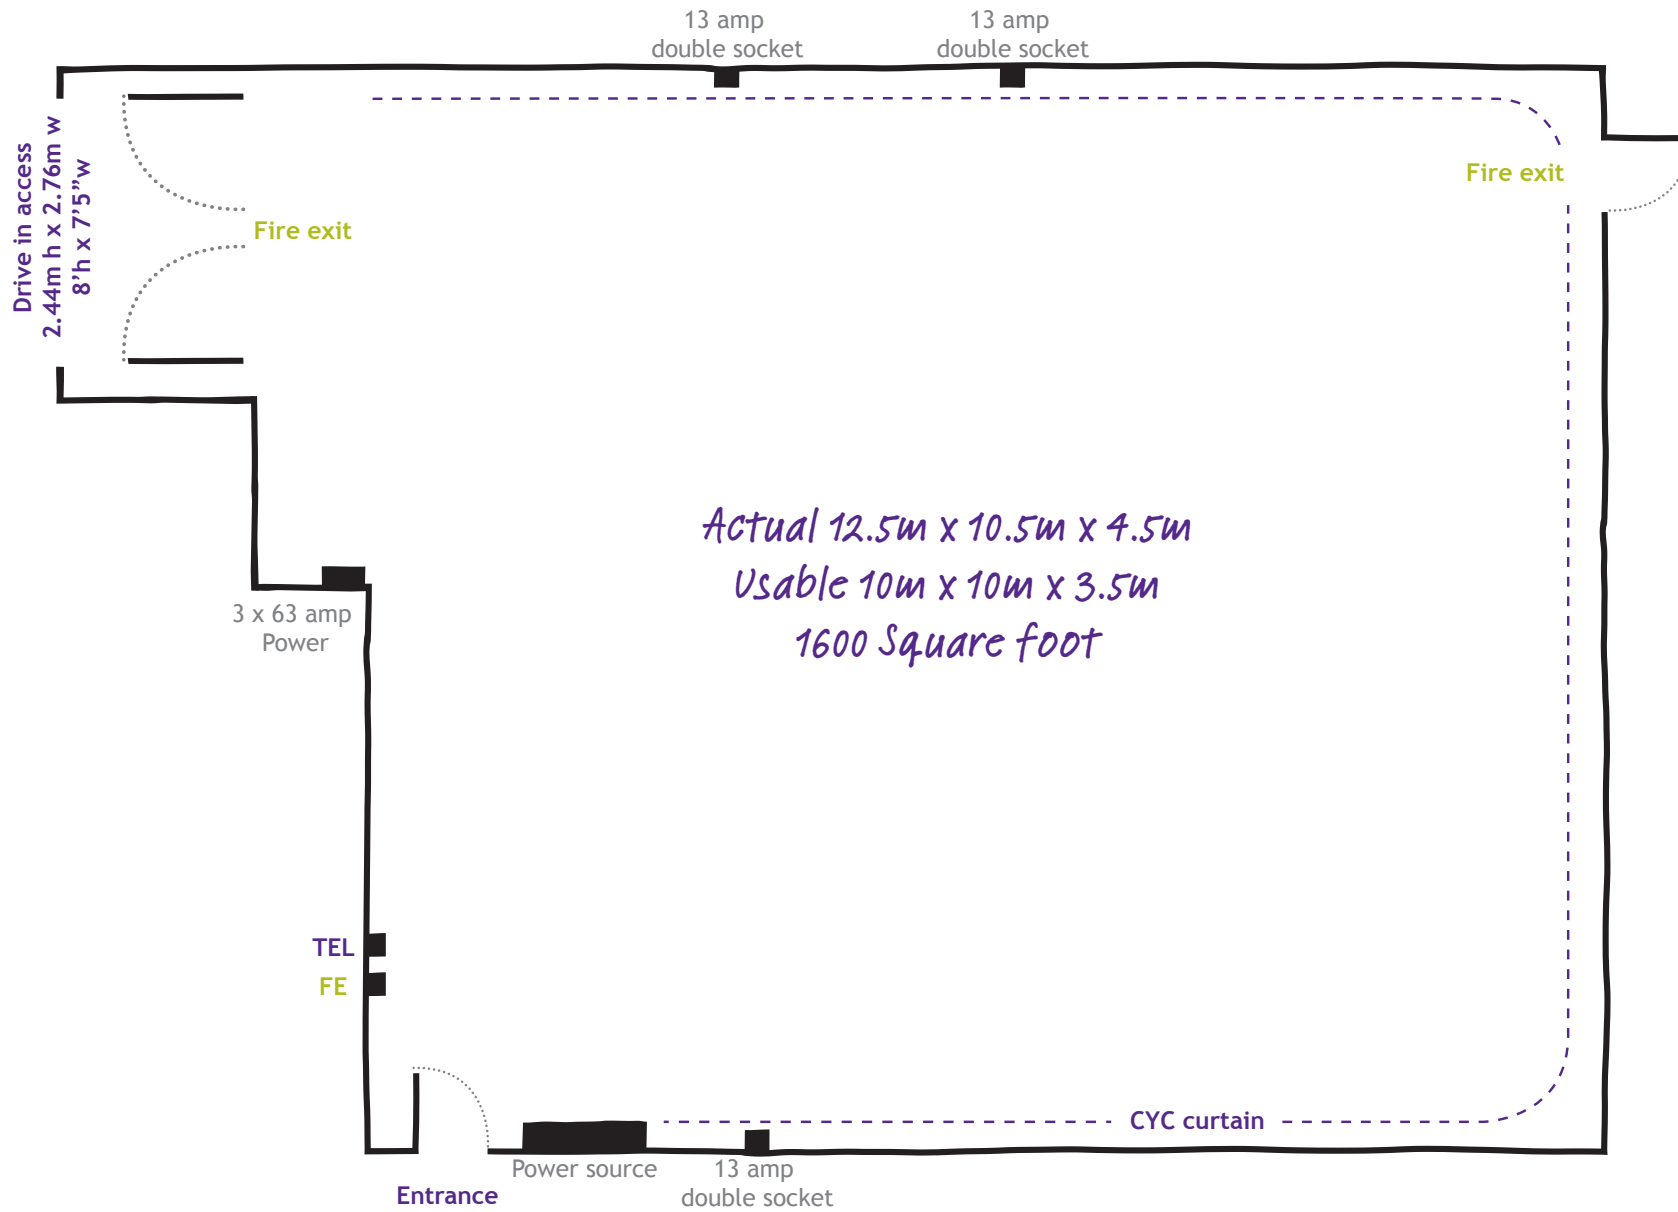 13 amp
double socket
13 amp
double socket
Drive in access
2.44m h x 2.76m w
8’h x 7’5”w
Fire exit
Fire exit
Actual 12.5m x 10.5m x 4.5m
Usable 10m x 10m x 3.5m
1600 Square foot
3 x 63 amp
Power
TEL
FE
CYC curtain
Power source
13 amp
double socket
Entrance